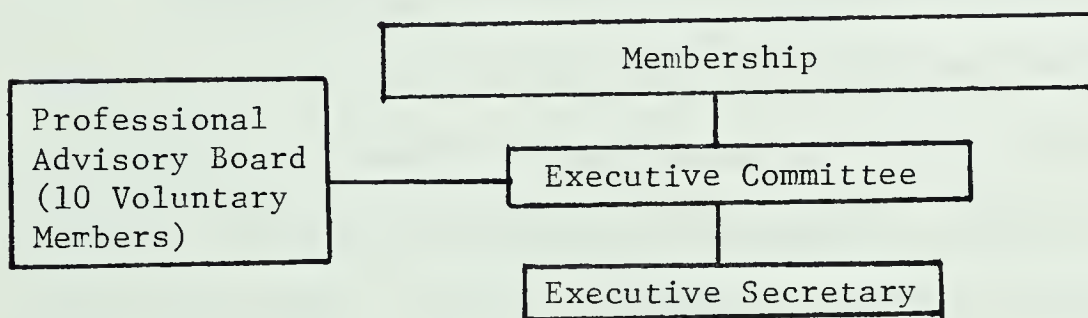 Membership
Professional
Advisory Board
(10 Voluntary
Members)
Executive Committee
Executive Secretary